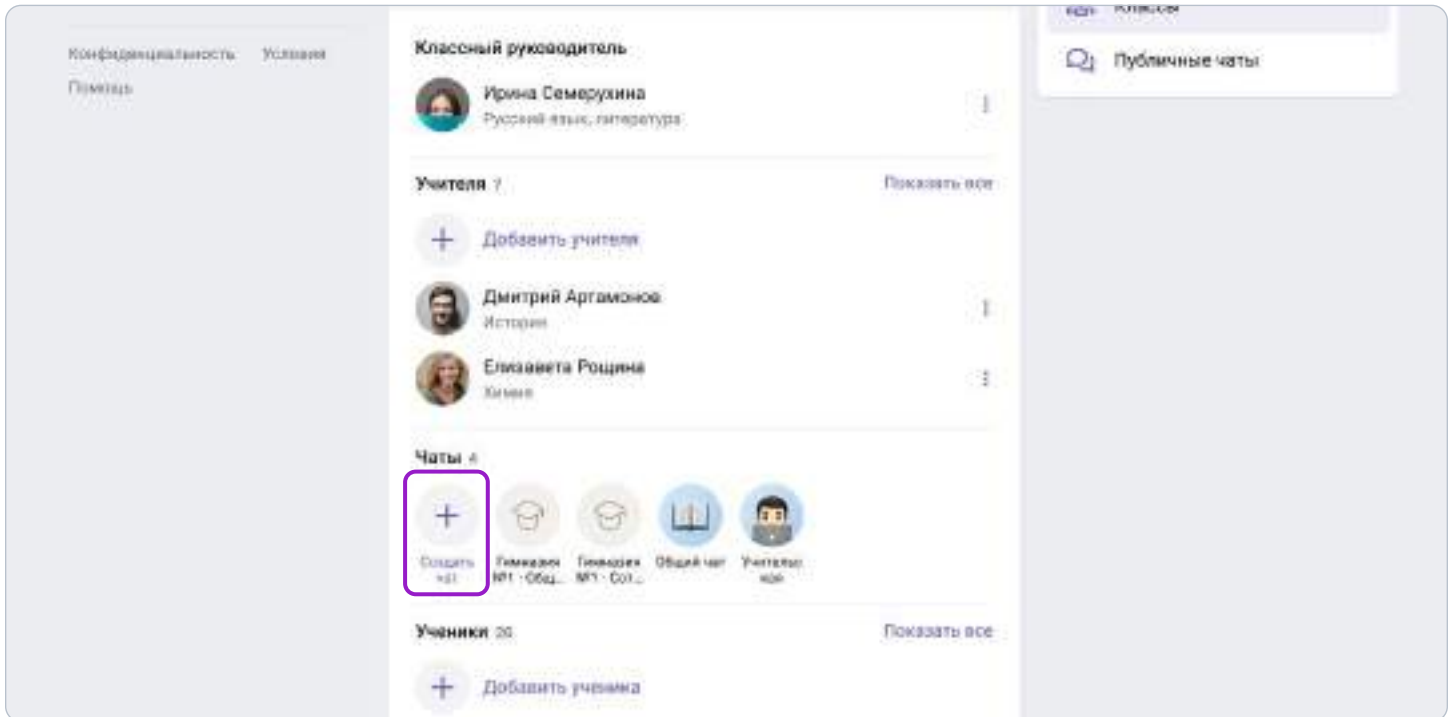 Конфиденциальность Условия
Помощь
Классный руководитель
Ирина Семерухина
Русский язык, литература
Учителя 7
Показать все
Добавить учителя
Дмитрий Артамонов
История
Елизавета Рощина
Химия
Чаты 4
Создать чат
Гимназия №1 - Общ...
Гимназия №1 - Сот...
Общий чат
Учительская
Ученики 20
Показать все
Добавить ученика
Классы
Публичные чаты